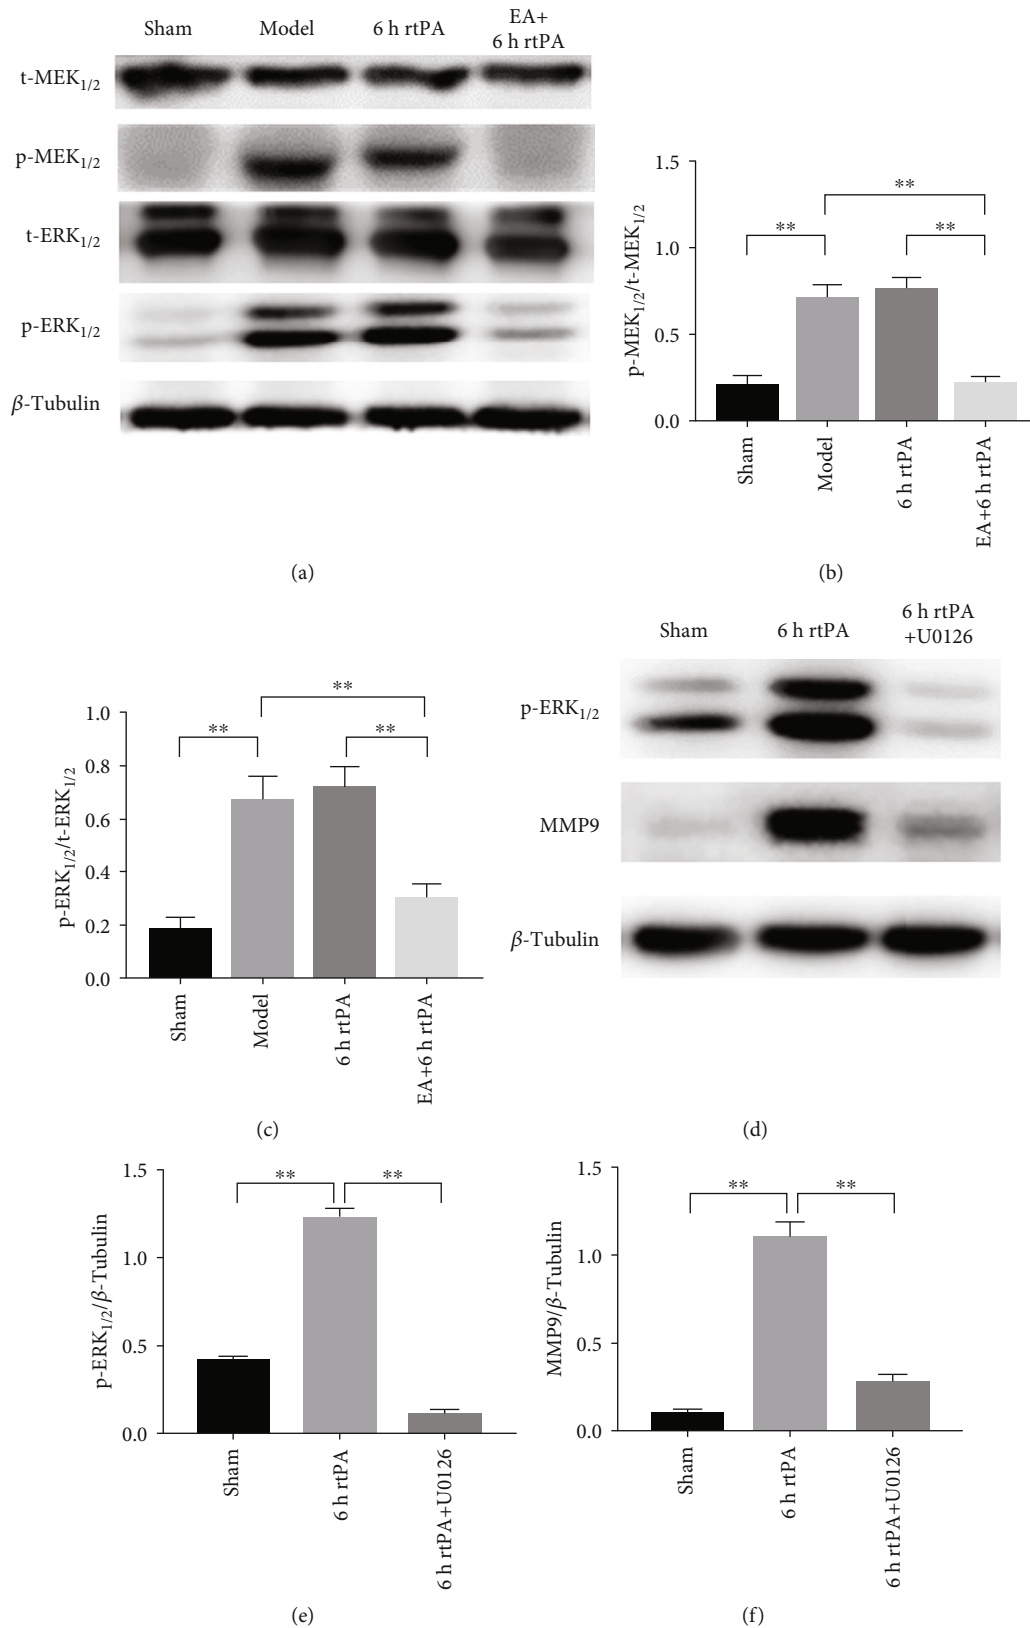 Sham Model 6 h rtPA EA+
6 h rtPA
t-MEK1/2
p-MEK1/2
t-ERK1/2
p-ERK1/2
β-Tubulin
(a)
p-MEK1/2/t-MEK1/2
1.5
1.0
0.5
0.0
**
** **
Sham Model 6 h rtPA EA+6 h rtPA
(b)
p-ERK1/2/t-ERK1/2
1.0
0.8
0.6
0.4
0.2
0.0
**
** **
Sham Model 6 h rtPA EA+6 h rtPA
(c)
Sham 6 h rtPA 6 h rtPA
+U0126
p-ERK1/2
MMP9
β-Tubulin
(d)
p-ERK1/2/β-Tubulin
1.5
1.0
0.5
0.0
** **
Sham 6 h rtPA 6 h rtPA+U0126
(e)
MMP9/β-Tubulin
1.5
1.0
0.5
0.0
** **
Sham 6 h rtPA 6 h rtPA+U0126
(f)